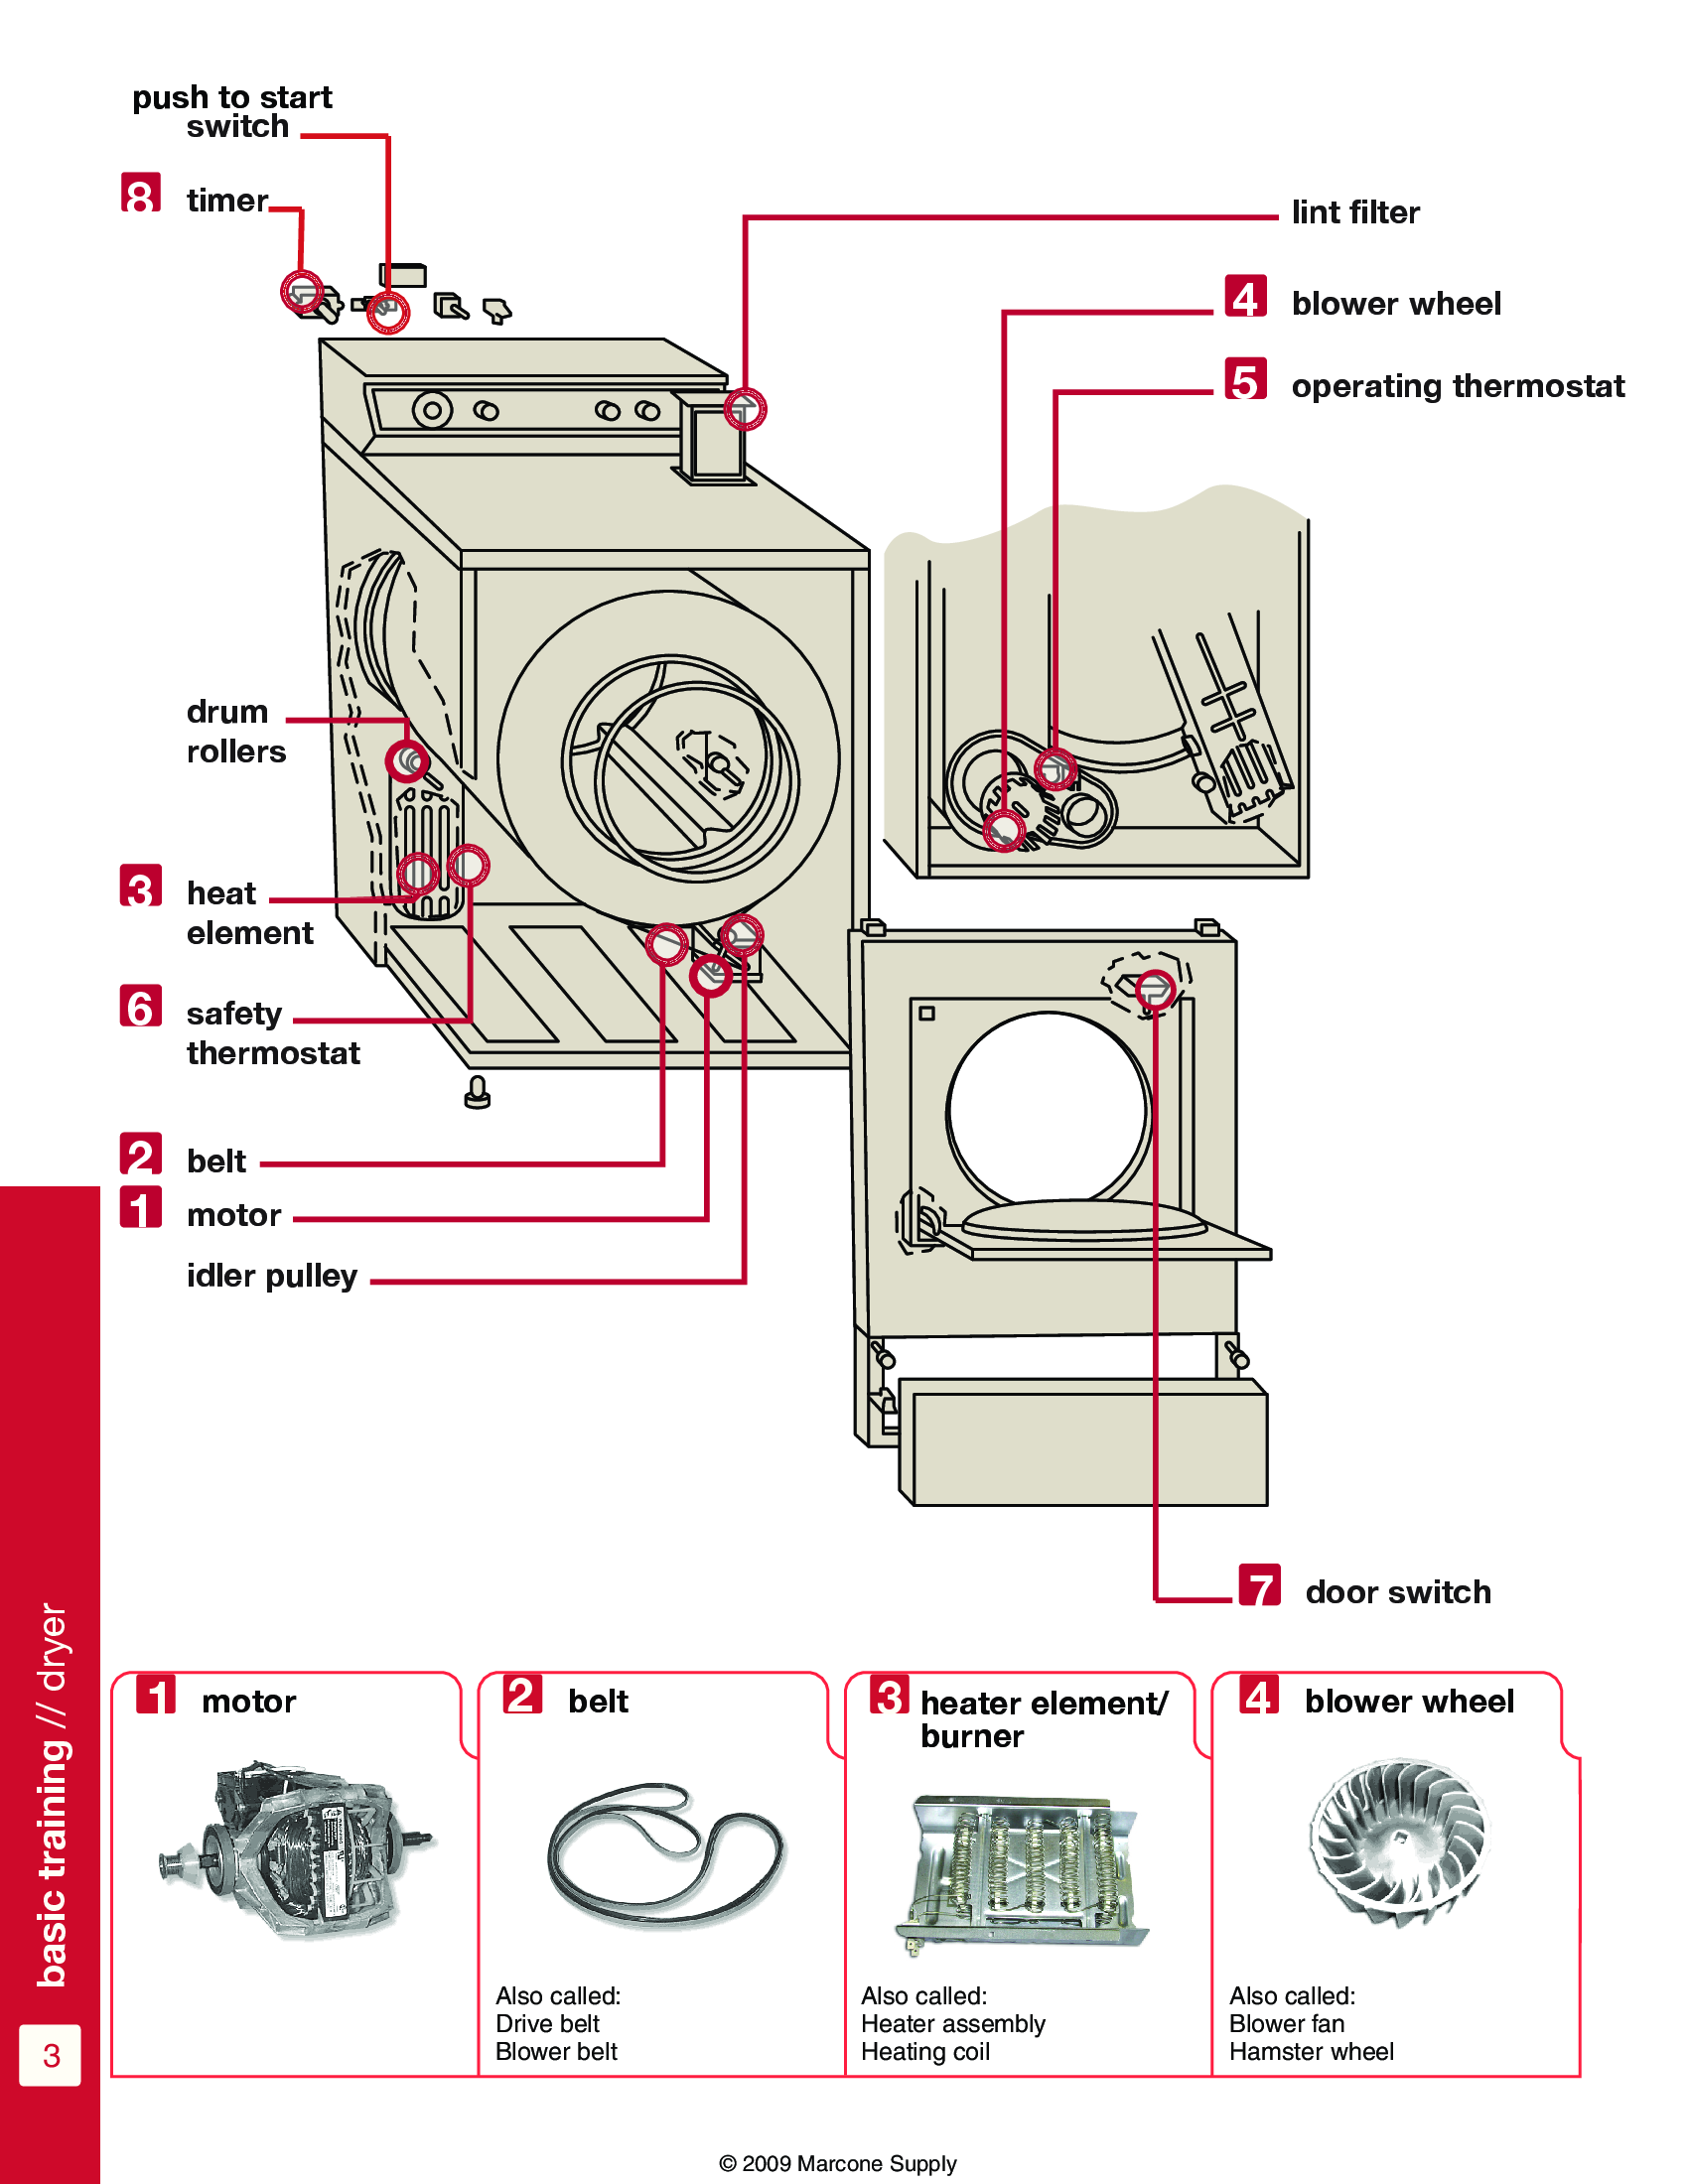 push to start
switch
8 timer
lint filter
4 blower wheel
5 operating thermostat
drum
rollers
3 heat
element
6 safety
thermostat
2 belt
1 motor
idler pulley
7 door switch
basic training // dryer
3
1 motor
2 belt
Also called:
Drive belt
Blower belt
3 heater element/
burner
Also called:
Heater assembly
Heating coil
4 blower wheel
Also called:
Blower fan
Hamster wheel
© 2009 Marcone Supply